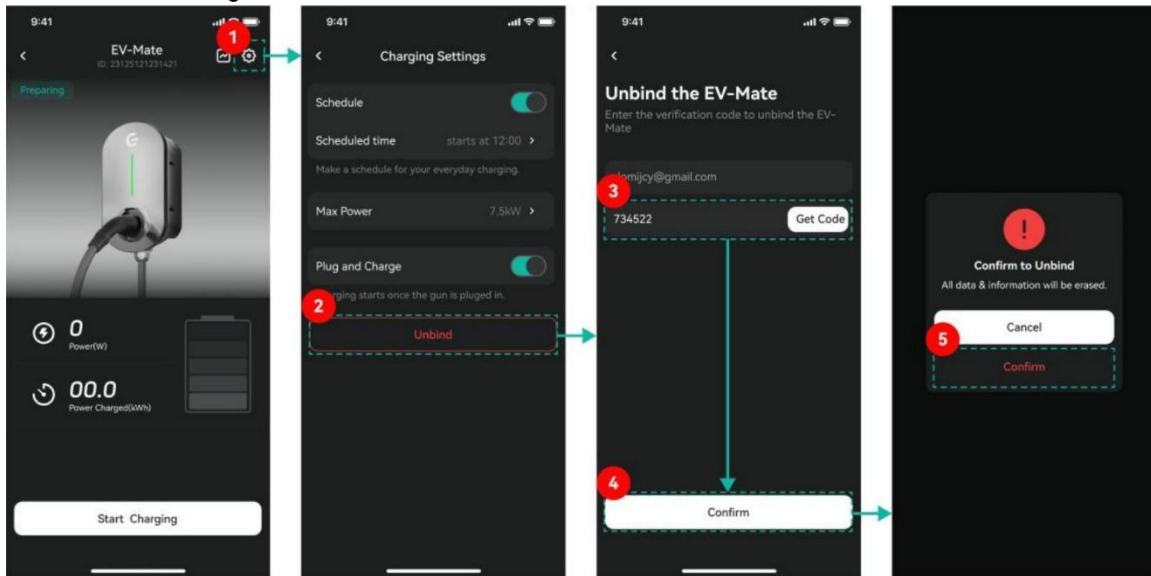 9:41
1
EV-Mate
ID: 23125121231421
Preparing
0
Power(W)
00.0
Power Charged(kWh)
Start Charging
9:41
Charging Settings
Schedule
Scheduled time starts at 12:00 >
Make a schedule for your everyday charging.
Max Power 7.5kW >
Plug and Charge
starts once the gun is pluged in.
2
Unbind
9:41
Unbind the EV-Mate
Enter the verification code to unbind the EV-
Mate
@gmail.com
3
734522 Get Code
4
Confirm
!
Confirm to Unbind
All data & information will be erased.
Cancel
5
Confirm